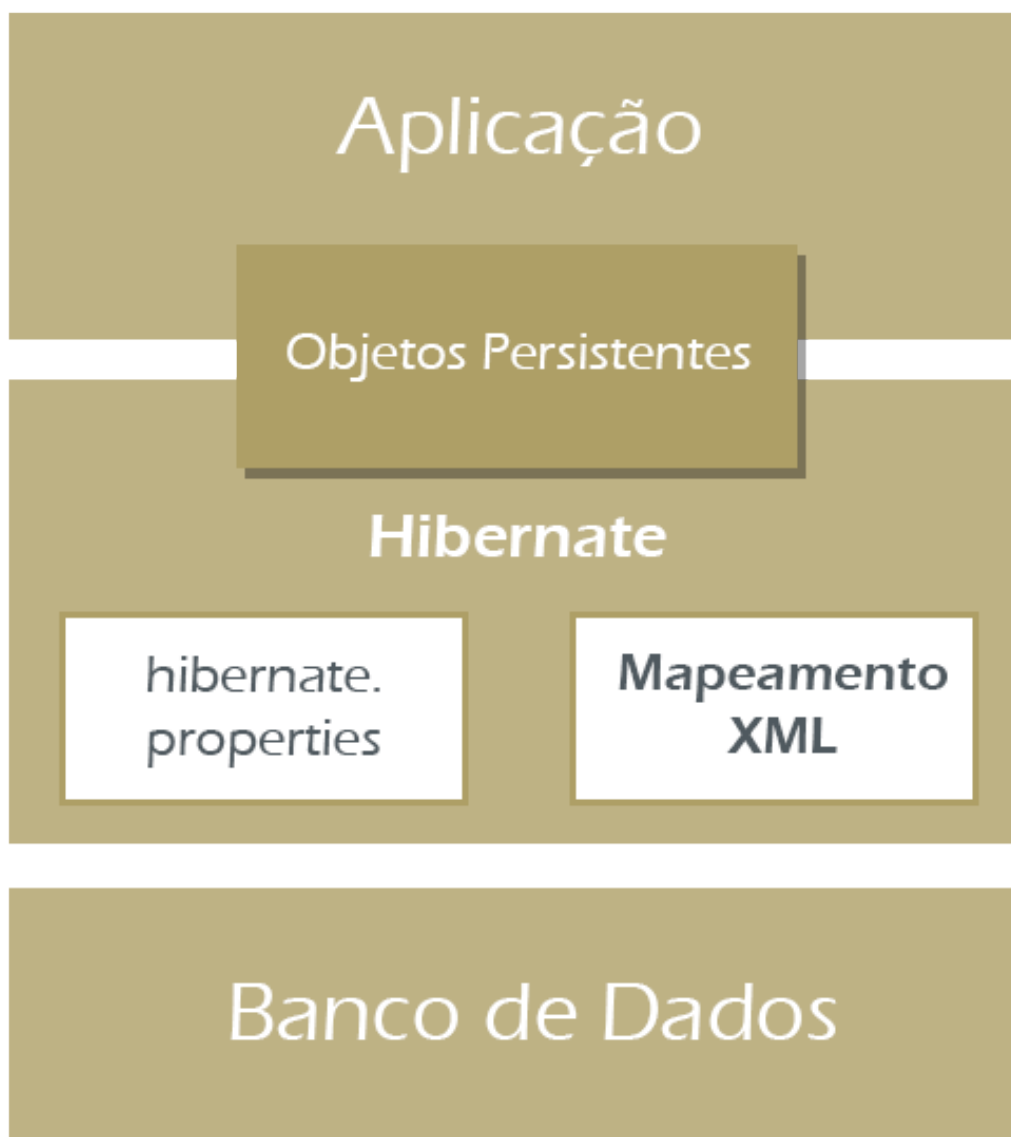 Aplicação
Objetos Persistentes
Hibernate
hibernate.
properties
Mapeamento
XML
Banco de Dados